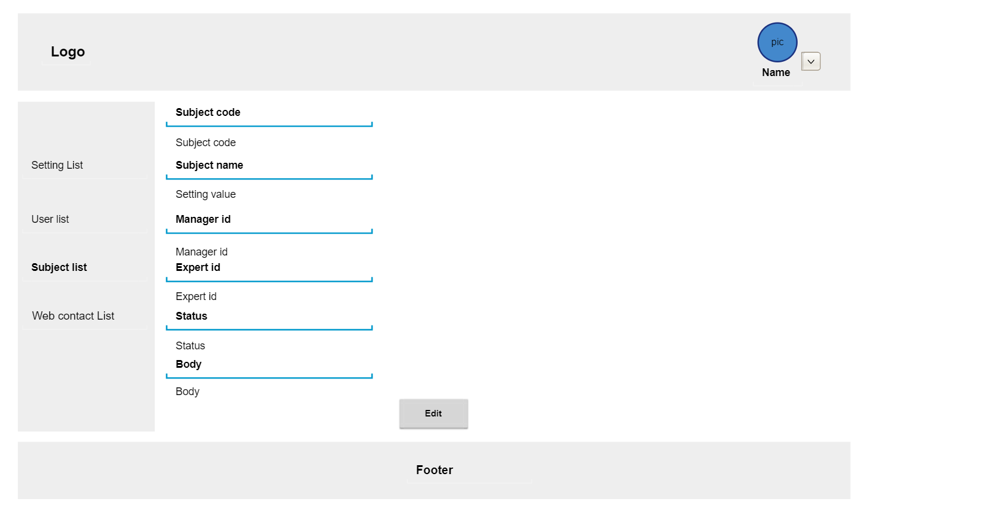 Logo
pic
Name
Setting List
User list
Subject list
Web contact List
Subject code
Subject code
Subject name
Setting value
Manager id
Manager id
Expert id
Expert id
Status
Status
Body
Body
Edit
Footer